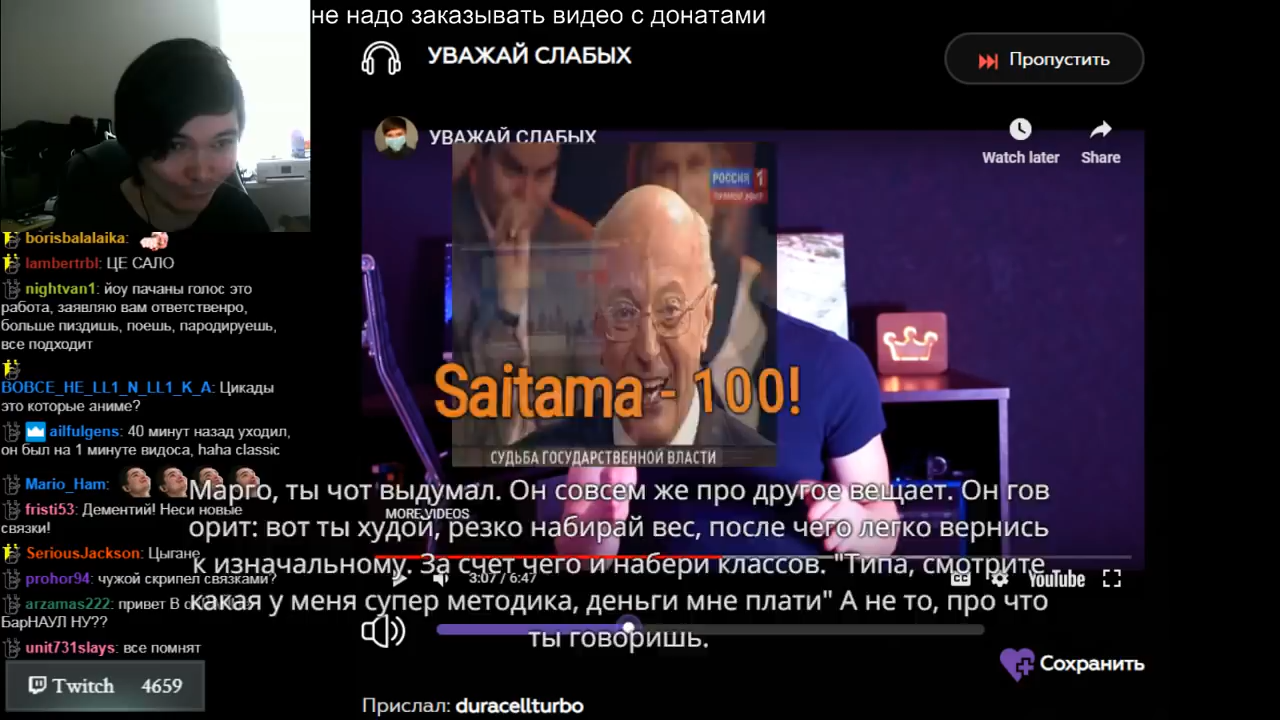 не надо заказывать видео с донатами
УВАЖАЙ СЛАБЫХ
Пропустить
УВАЖАЙ СЛАБЫХ
Watch later
Share
РОССИЯ 1
ПРЯМОЙ ЭФИР
Saitama - 100!
СУДЬБА ГОСУДАРСТВЕННОЙ ВЛАСТИ
Марго, ты чот выдумал. Он совсем же про другое вещает. Он гов
MORE VIDEOS
орит: вот ты худой, резко набирай вес, после чего легко вернись
к изначальному. За счет чего и набери классов. "Типа, смотрите
3:07 / 6:47
CC
YouTube
какая у меня супер методика, деньги мне плати" А не то, про что
ты говоришь.
Сохранить
Прислал: duracellturbo
borisbalalaika:
lambertrbl: ЦЕ САЛО
nightvan1: йоу пачаны голос это
работа, заявляю вам ответственро,
больше пиздишь, поешь, пародируешь,
все подходит
BOBCE_HE_LL1_N_LL1_K_A: Цикады
это которые аниме?
ailfulgens: 40 минут назад уходил,
он был на 1 минуте видоса, haha classic
Mario_Ham:
fristi53: Дементий! Неси новые
связки!
SeriousJackson: Цыгане
prohor94: чужой скрипел связками?
arzamas222: привет В
БарНАУЛ НУ??
unit731slays: все помнят
Twitch 4659